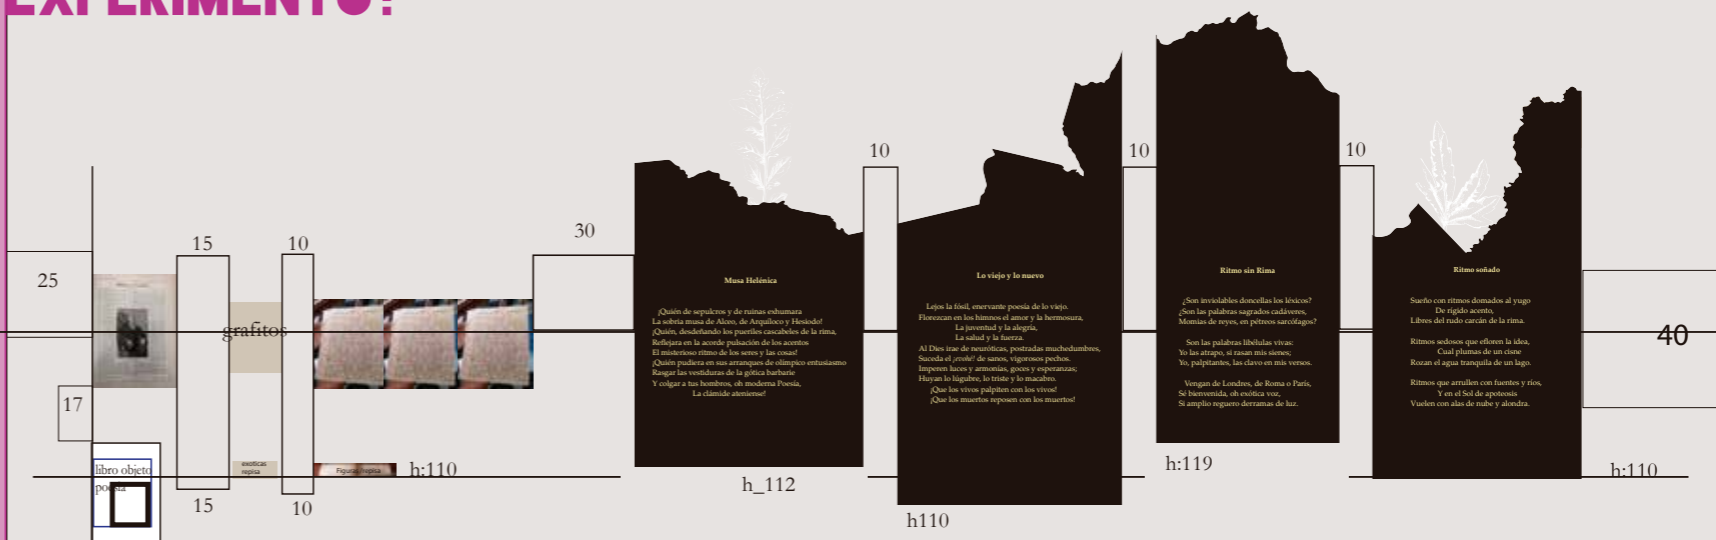 EXPERIMENTO?
25
17
libro objeto
poesía
15
15
grafitos
exoticas
repisa
10
10
Figuras repisa
h:110
30
Musa Helénica
¿Quién de sepulcros y de ruinas exhumara
La sobria musa de Alceo, de Arquíloco y Hesíodo!
¡Quién, desdeñando los pueriles cascabeles de la rima,
Reflejara en la acorde pulsación de los acentos
El misterioso ritmo de los seres y las cosas!
¡Quién pudiera en sus arranques de olímpico entusiasmo
Rasgar las vestiduras de la gótica barbarie
Y colgar a tus hombros, oh moderna Poesía,
La clámide ateniense!
h_112
10
Lo viejo y lo nuevo
Lejos la fósil, enervante poesía de lo viejo.
Florezcan en los himnos el amor y la hermosura,
La juventud y la alegría,
La salud y la fuerza.
Al Dies irae de neuróticas, postradas muchedumbres,
Suceda el ¡evohé! de sanos, vigorosos pechos.
Imperen luces y armonías, goces y esperanzas;
Huyan lo lúgubre, lo triste y lo macabro.
¡Que los vivos palpiten con los vivos!
¡Que los muertos reposen con los muertos!
h110
10
Ritmo sin Rima
¿Son inviolables doncellas los léxicos?
¿Son las palabras sagrados cadáveres,
Momias de reyes, en pétreos sarcófagos?
Son las palabras libélulas vivas:
Yo las atrapo, si rasan mis sienes;
Yo, palpitantes, las clavo en mis versos.
Vengan de Londres, de Roma o París,
Sé bienvenida, oh exótica voz,
Si amplio reguero derramas de luz.
h:119
10
Ritmo soñado
Sueño con ritmos domados al yugo
De rígido acento,
Libres del rudo carcán de la rima.
Ritmos sedosos que efloren la idea,
Cual plumas de un cisne
Rozan el agua tranquila de un lago.
Ritmos que arrullen con fuentes y ríos,
Y en el Sol de apoteosis
Vuelen con alas de nube y alondra.
h:110
40